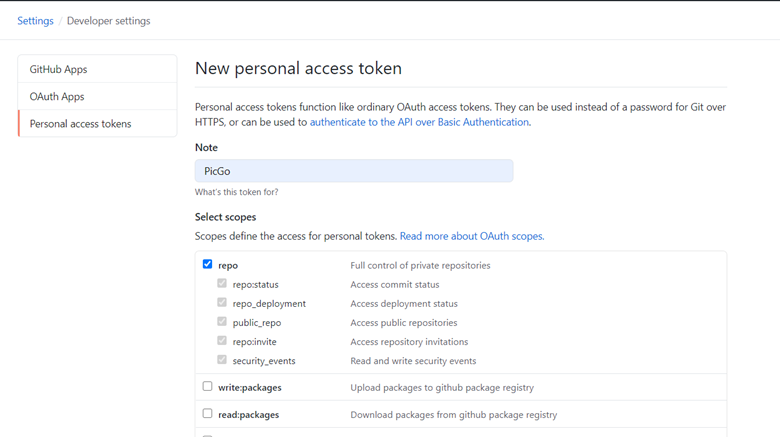 Settings / Developer settings
GitHub Apps
OAuth Apps
Personal access tokens
New personal access token
Personal access tokens function like ordinary OAuth access tokens. They can be used instead of a password for Git over
HTTPS, or can be used to authenticate to the API over Basic Authentication.
Note
PicGo
What's this token for?
Select scopes
Scopes define the access for personal tokens. Read more about OAuth scopes.
repo Full control of private repositories
repo:status Access commit status
repo_deployment Access deployment status
public_repo Access public repositories
repo:invite Access repository invitations
security_events Read and write security events
write:packages Upload packages to github package registry
read:packages Download packages from github package registry